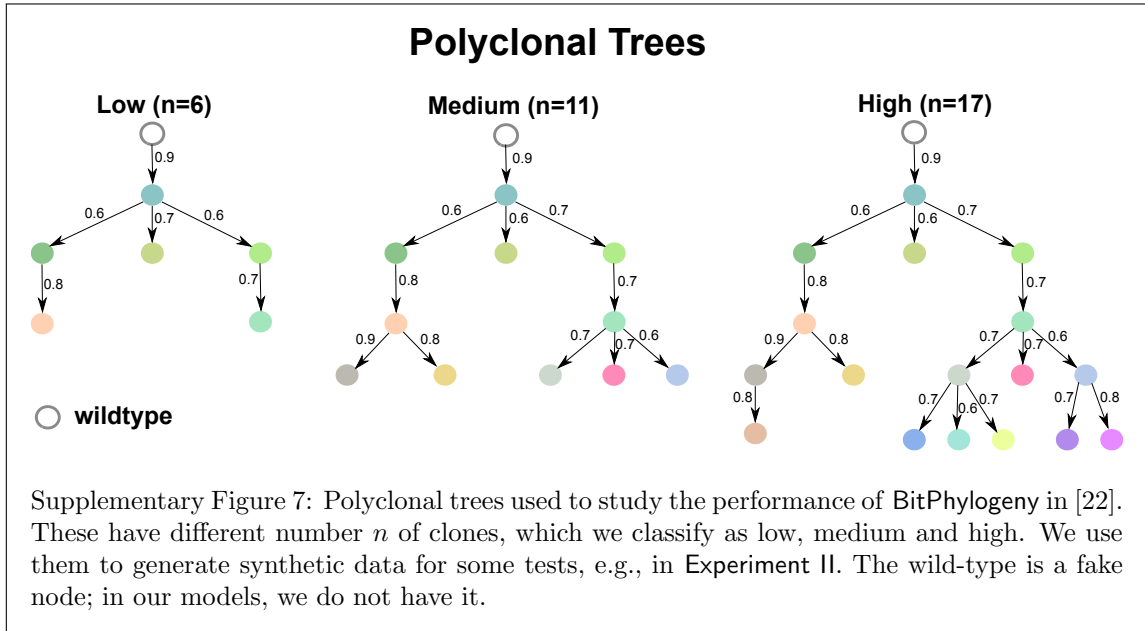 Polyclonal Trees
Low (n=6) Medium (n=11) High (n=17)
0.9 0.9 0.9
0.6 0.7 0.6 0.6 0.6 0.7 0.6 0.6 0.7
0.8 0.7 0.8 0.7 0.8 0.7
0.9 0.8 0.7 0.7 0.6 0.9 0.8 0.7 0.7 0.6
0.8 0.7 0.6 0.7 0.7 0.8
wildtype
Supplementary Figure 7: Polyclonal trees used to study the performance of BitPhylogeny in [22].
These have different number n of clones, which we classify as low, medium and high. We use
them to generate synthetic data for some tests, e.g., in Experiment II. The wild-type is a fake
node; in our models, we do not have it.